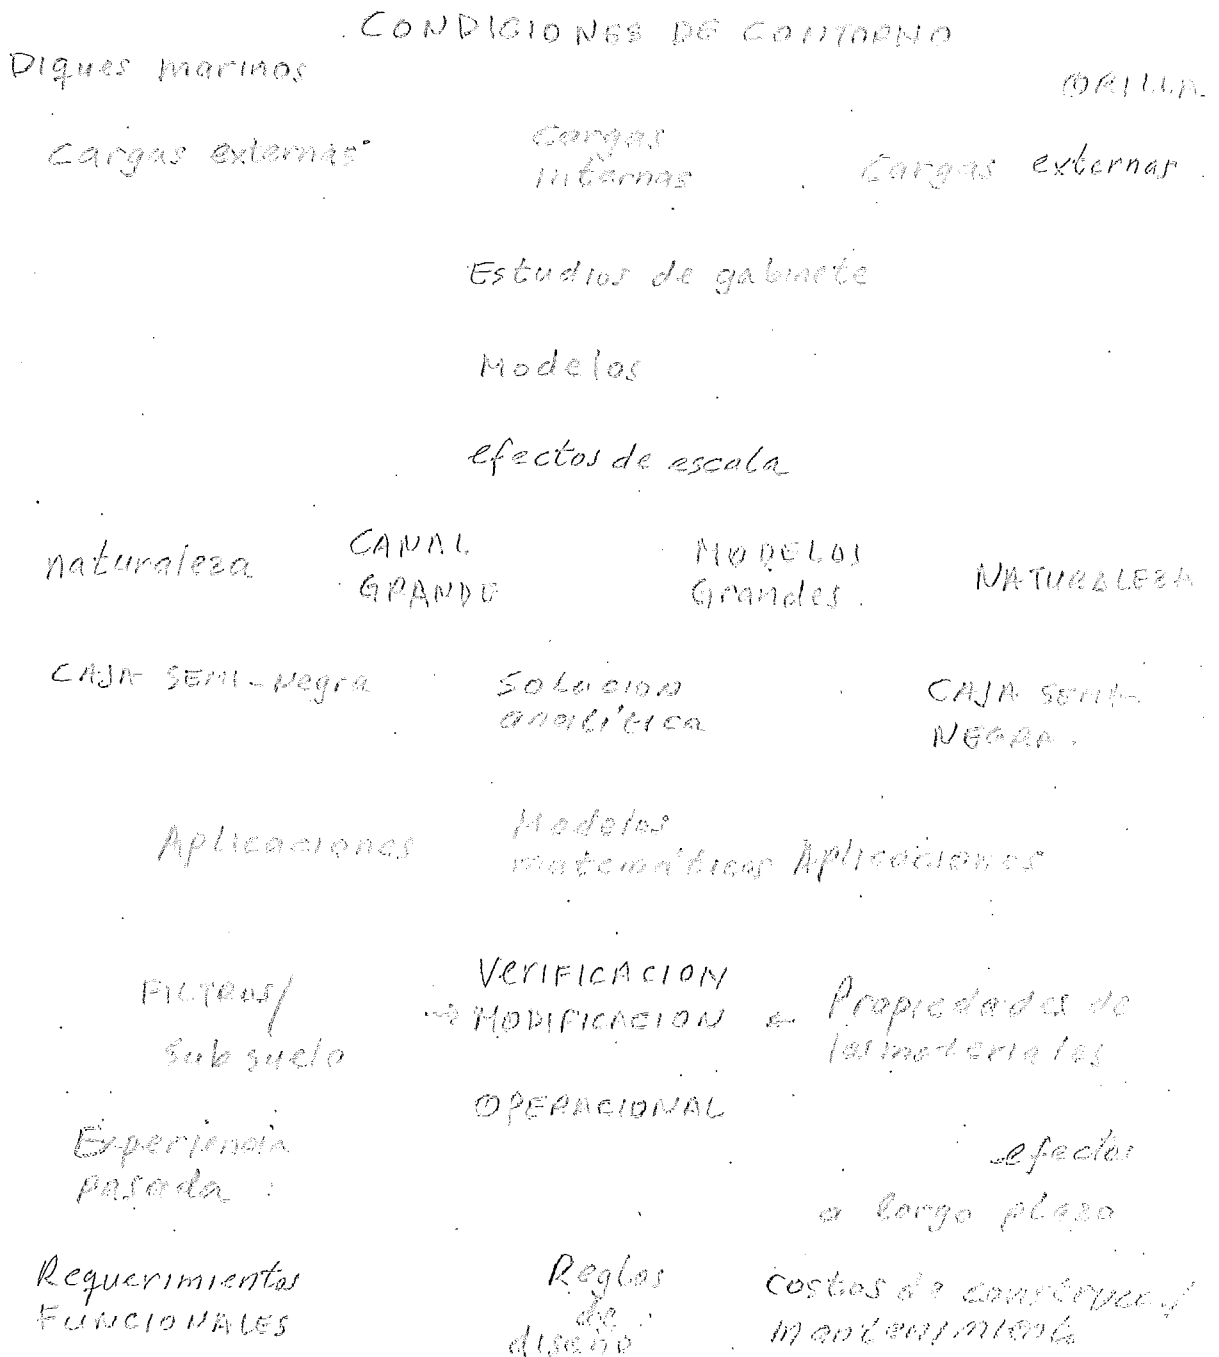 CONDICIONES DE CONTORNO
Diques marinos
ORILLA
Cargas externas
Cargas
internas
Cargas externas
Estudios de gabinete
Modelos
efectos de escala
naturaleza
CANAL
GRANDE
MODELOS
Grandes.
NATURALEZA
CAJA SEMI-Negra
SOLUCION
analítica
CAJA SEMI-
NEGRA.
Aplicaciones
Modelos
matemáticos
Aplicaciones
FILTROS/
Subsuelo
VERIFICACION
→ MODIFICACION ←
Propiedades de
los materiales
OPERACIONAL
Experiencia
pasada
efectos
a largo plazo
Requerimientos
FUNCIONALES
Reglas
de
diseño
costos de construcc./
mantenimiento